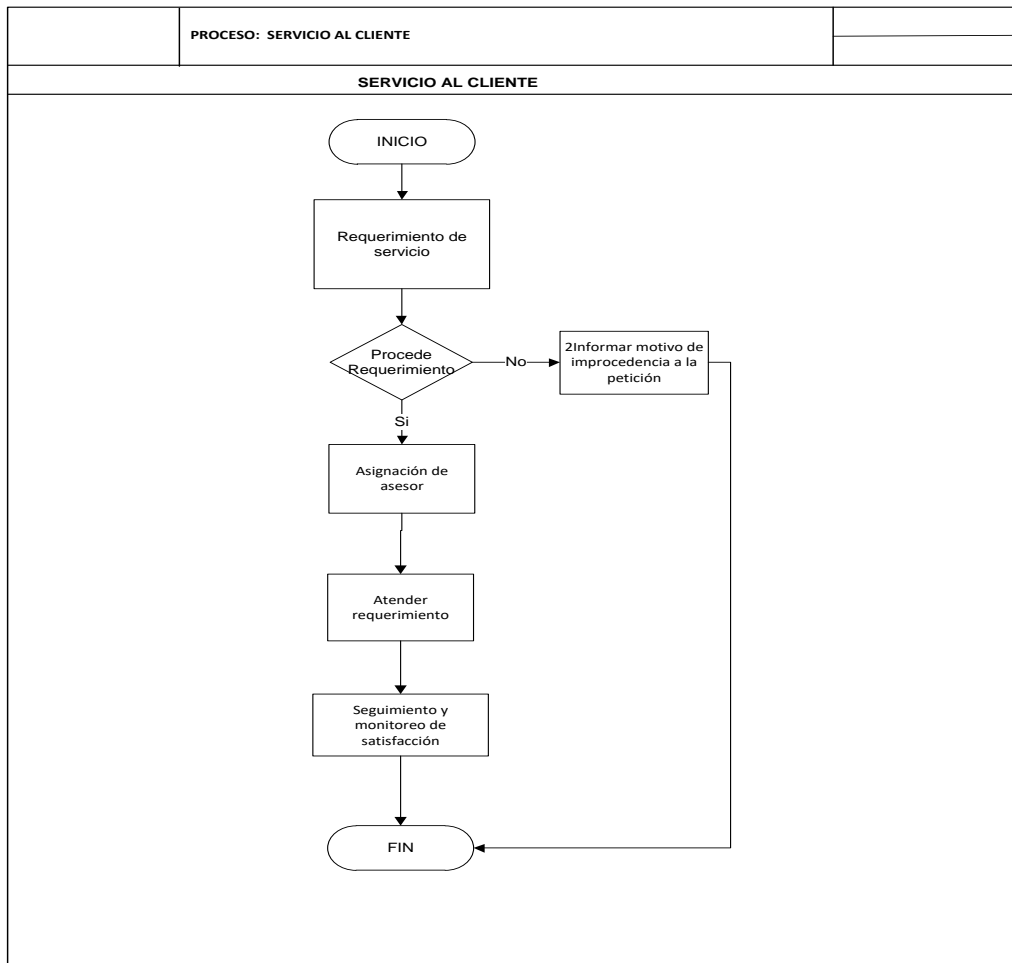 PROCESO: SERVICIO AL CLIENTE
SERVICIO AL CLIENTE
INICIO
Requerimiento de
servicio
Procede
Requerimiento
No
2Informar motivo de
improcedencia a la
petición
Si
Asignación de
asesor
Atender
requerimiento
Seguimiento y
monitoreo de
satisfacción
FIN